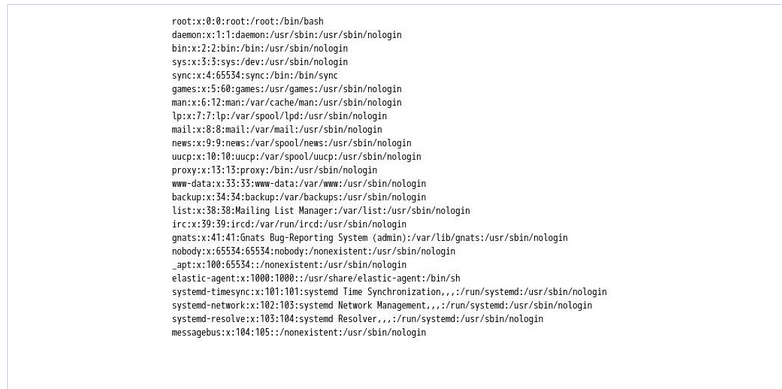 root:x:0:0:root:/root:/bin/bash
daemon:x:1:1:daemon:/usr/sbin:/usr/sbin/nologin
bin:x:2:2:bin:/bin:/usr/sbin/nologin
sys:x:3:3:sys:/dev:/usr/sbin/nologin
sync:x:4:65534:sync:/bin:/bin/sync
games:x:5:60:games:/usr/games:/usr/sbin/nologin
man:x:6:12:man:/var/cache/man:/usr/sbin/nologin
lp:x:7:7:lp:/var/spool/lpd:/usr/sbin/nologin
mail:x:8:8:mail:/var/mail:/usr/sbin/nologin
news:x:9:9:news:/var/spool/news:/usr/sbin/nologin
uucp:x:10:10:uucp:/var/spool/uucp:/usr/sbin/nologin
proxy:x:13:13:proxy:/bin:/usr/sbin/nologin
www-data:x:33:33:www-data:/var/www:/usr/sbin/nologin
backup:x:34:34:backup:/var/backups:/usr/sbin/nologin
list:x:38:38:Mailing List Manager:/var/list:/usr/sbin/nologin
irc:x:39:39:ircd:/var/run/ircd:/usr/sbin/nologin
gnats:x:41:41:Gnats Bug-Reporting System (admin):/var/lib/gnats:/usr/sbin/nologin
nobody:x:65534:65534:nobody:/nonexistent:/usr/sbin/nologin
_apt:x:100:65534::/nonexistent:/usr/sbin/nologin
elastic-agent:x:1000:1000::/usr/share/elastic-agent:/bin/sh
systemd-timesync:x:101:101:systemd Time Synchronization,,,:/run/systemd:/usr/sbin/nologin
systemd-network:x:102:103:systemd Network Management,,,:/run/systemd:/usr/sbin/nologin
systemd-resolve:x:103:104:systemd Resolver,,,:/run/systemd:/usr/sbin/nologin
messagebus:x:104:105::/nonexistent:/usr/sbin/nologin